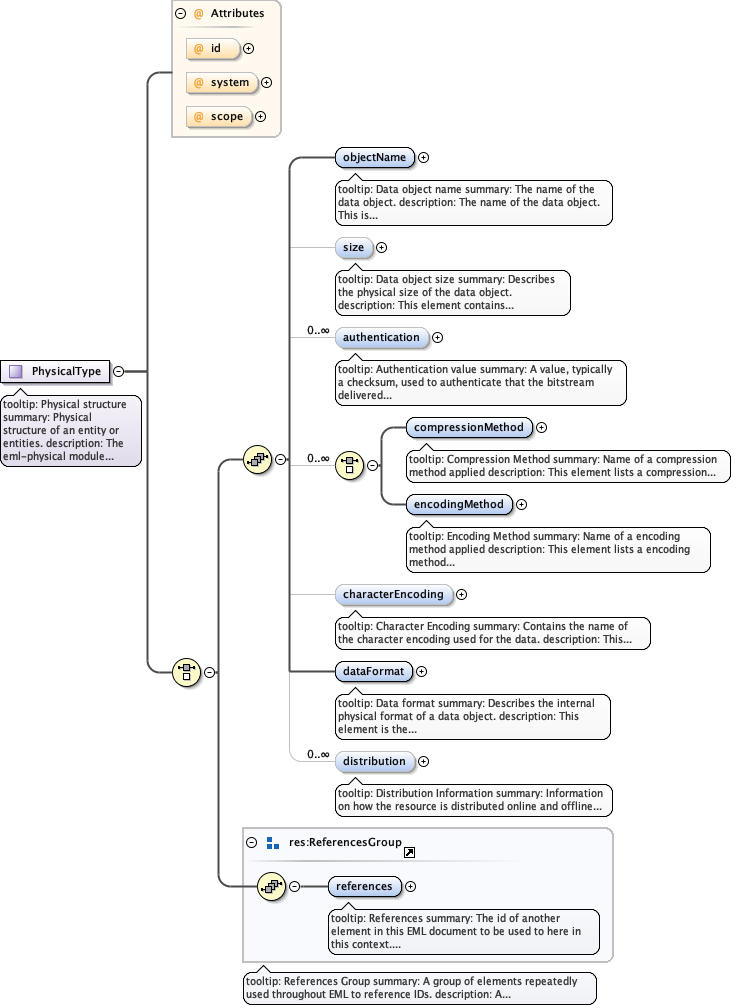 @ Attributes
@ id
@ system
@ scope
objectName
tooltip: Data object name summary: The name of the
data object. description: The name of the data object.
This is...
size
tooltip: Data object size summary: Describes
the physical size of the data object.
description: This element contains...
0..∞
authentication
tooltip: Authentication value summary: A value, typically
a checksum, used to authenticate that the bitstream
delivered...
PhysicalType
tooltip: Physical structure
summary: Physical
structure of an entity or
entities. description: The
eml-physical module...
0..∞
compressionMethod
tooltip: Compression Method summary: Name of a compression
method applied description: This element lists a compression...
encodingMethod
tooltip: Encoding Method summary: Name of a encoding
method applied description: This element lists a encoding
method...
characterEncoding
tooltip: Character Encoding summary: Contains the name of
the character encoding used for the data. description: This...
dataFormat
tooltip: Data format summary: Describes the internal
physical format of a data object. description: This
element is the...
0..∞
distribution
tooltip: Distribution Information summary: Information
on how the resource is distributed online and offline...
res:ReferencesGroup
references
tooltip: References summary: The id of another
element in this EML document to be used to here in
this context....
tooltip: References Group summary: A group of elements repeatedly
used throughout EML to reference IDs. description: A...